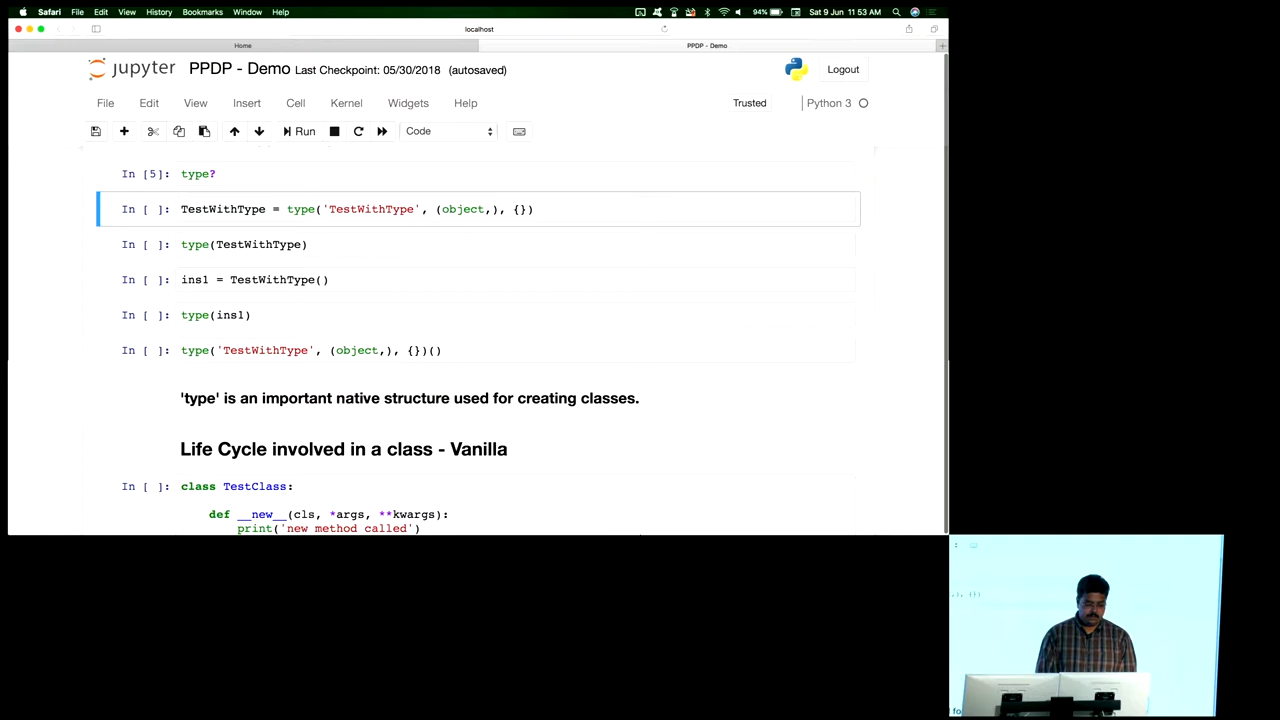 Safari File Edit View History Bookmarks Window Help 94% Sat 9 Jun 11:53 AM
localhost
Home PPDP - Demo
jupyter PPDP - Demo Last Checkpoint: 05/30/2018 (autosaved) Logout
File Edit View Insert Cell Kernel Widgets Help Trusted Python 3
Run Code
In [5]: type?
In [ ]: TestWithType = type('TestWithType', (object,), {})
In [ ]: type(TestWithType)
In [ ]: ins1 = TestWithType()
In [ ]: type(ins1)
In [ ]: type('TestWithType', (object,), {})()
'type' is an important native structure used for creating classes.
Life Cycle involved in a class - Vanilla
In [ ]: class TestClass:
def __new__(cls, *args, **kwargs):
print('new method called')
,), {})